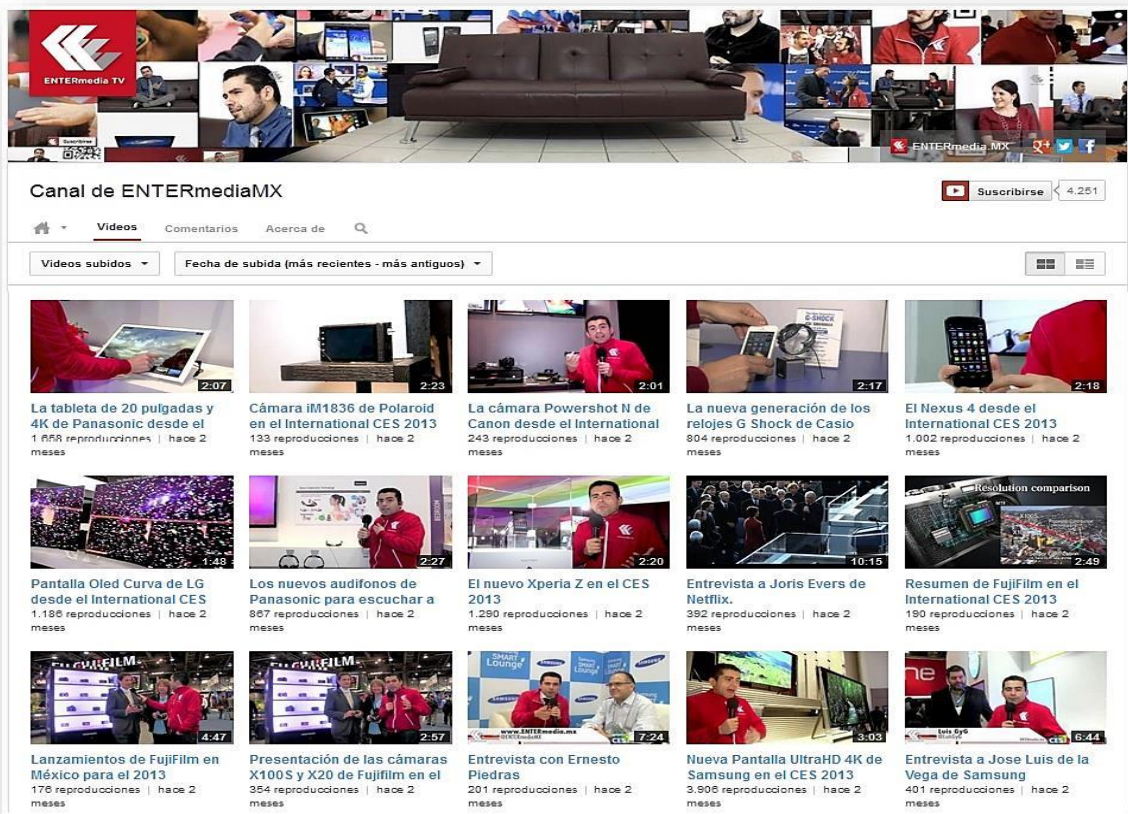 ENTERmedia TV
Suscribirse
ENTERmedia.MX
Canal de ENTERmediaMX
Suscribirse 4.251
Videos Comentarios Acerca de
Videos subidos Fecha de subida (más recientes - más antiguos)
2:07 2:23 2:01 G-SHOCK 2:17 2:18
La tableta de 20 pulgadas y
4K de Panasonic desde el
1.658 reproducciones | hace 2
meses
Cámara iM1836 de Polaroid
en el International CES 2013
133 reproducciones | hace 2
meses
La cámara Powershot N de
Canon desde el International
243 reproducciones | hace 2
meses
La nueva generación de los
relojes G Shock de Casio
804 reproducciones | hace 2
meses
El Nexus 4 desde el
International CES 2013
1.002 reproducciones | hace 2
meses
1:48 2:27 2:20 10:15
Resolution comparison
2:49
Pantalla Oled Curva de LG
desde el International CES
1.186 reproducciones | hace 2
meses
Los nuevos audifonos de
Panasonic para escuchar a
867 reproducciones | hace 2
meses
El nuevo Xperia Z en el CES
2013
1.290 reproducciones | hace 2
meses
Entrevista a Joris Evers de
Netflix.
392 reproducciones | hace 2
meses
Resumen de FujiFilm en el
International CES 2013
190 reproducciones | hace 2
meses
4:47
2:57
SMART
Lounge
SAMSUNG
www.ENTERmedia.mx
7:24
3:03
Luis GyG
6:44
Lanzamientos de FujiFilm en
México para el 2013
176 reproducciones | hace 2
meses
Presentación de las cámaras
X100S y X20 de Fujifilm en el
354 reproducciones | hace 2
meses
Entrevista con Ernesto
Piedras
201 reproducciones | hace 2
meses
Nueva Pantalla UltraHD 4K de
Samsung en el CES 2013
3.906 reproducciones | hace 2
meses
Entrevista a Jose Luis de la
Vega de Samsung
401 reproducciones | hace 2
meses